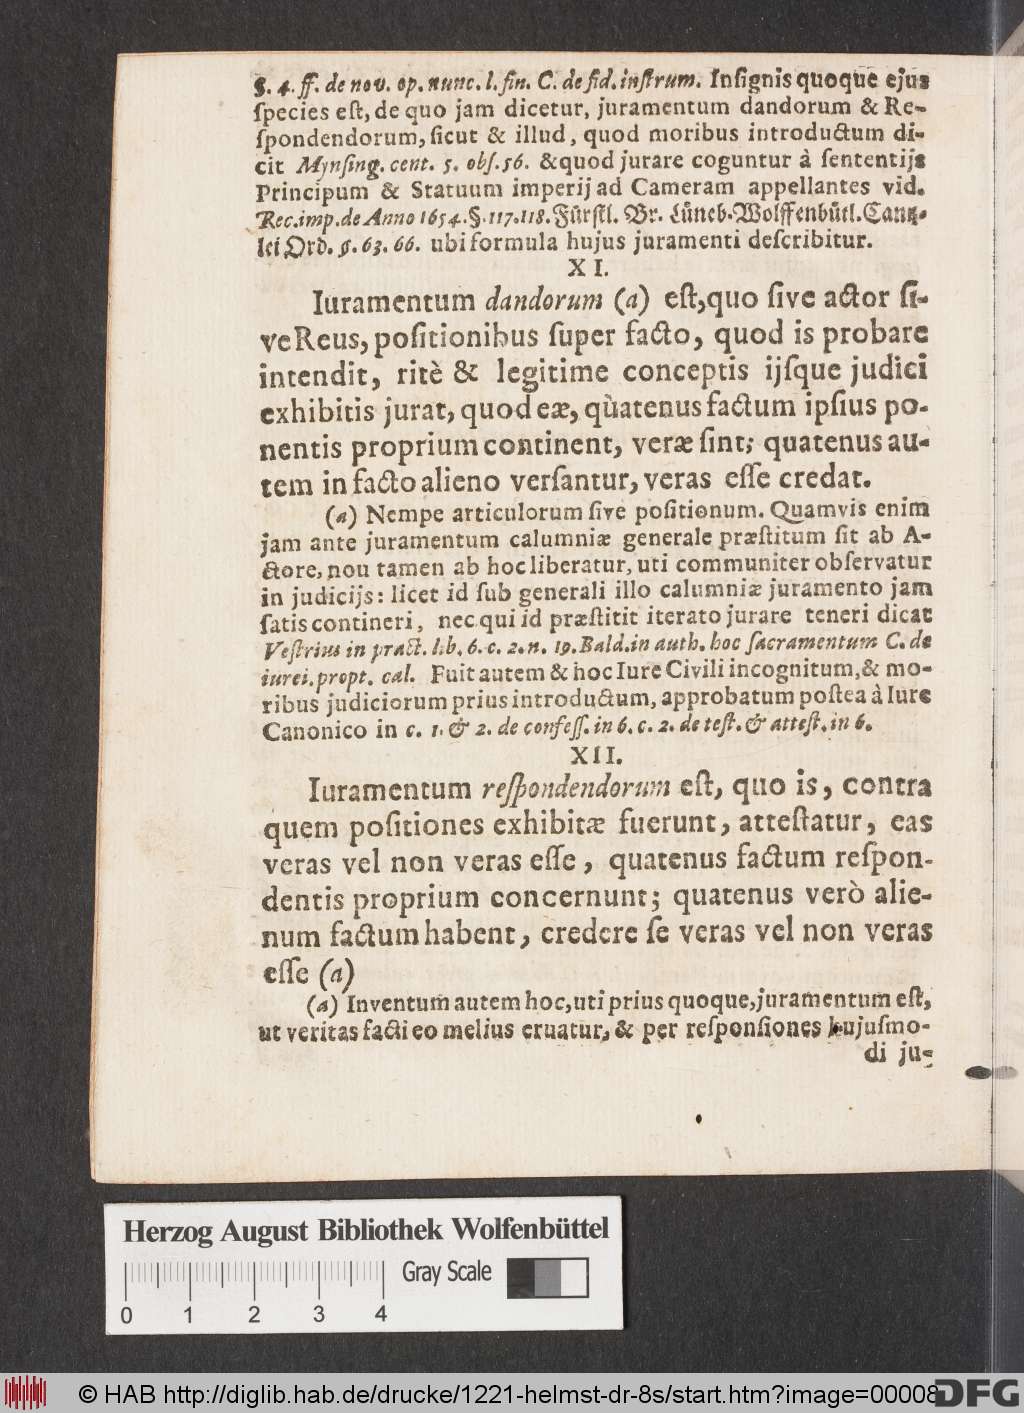 §. 4. ff. de nov. op. nunc. l. fin. C. de fid. inſtrum. Inſignis quoque ejus
ſpecies eſt, de quo jam dicetur, juramentum dandorum & Re-
ſpondendorum, ſicut & illud, quod moribus introductum di-
cit Mynſing. cent. 5. obſ. 56. & quod jurare coguntur à ſententijs
Principum & Statuum imperij ad Cameram appellantes vid.
Rec. imp. de Anno 1654. §. 117. 118. Fürſtl. Br. Lüneb. Wolffenbütl. Cantz-
lei Ord. §. 63. 66. ubi formula hujus juramenti deſcribitur.
XI.
Iuramentum dandorum (a) eſt, quo ſive actor ſi-
ve Reus, poſitionibus ſuper facto, quod is probare
intendit, ritè & legitime conceptis ijſque judici
exhibitis jurat, quod eæ, qùatenus factum ipſius po-
nentis proprium continent, veræ ſint; quatenus au-
tem in facto alieno verſantur, veras eſſe credat.
(a) Nempe articulorum ſive poſitionum. Quamvis enim
jam ante juramentum calumniæ generale præſtitum ſit ab A-
ctore, non tamen ab hoc liberatur, uti communiter obſervatur
in judicijs: licet id ſub generali illo calumniæ juramento jam
ſatis contineri, nec qui id præſtitit iterato jurare teneri dicat
Veſtrius in pract. lib. 6. c. 2. n. 19. Bald. in auth. hoc ſacramentum C. de
iurei. propt. cal. Fuit autem & hoc Iure Civili incognitum, & mo-
ribus judiciorum prius introductum, approbatum poſtea à Iure
Canonico in c. 1. & 2. de confeſſ. in 6. c. 2. de teſt. & atteſt. in 6.
XII.
Iuramentum reſpondendorum eſt, quo is, contra
quem poſitiones exhibitæ fuerunt, atteſtatur, eas
veras vel non veras eſſe, quatenus factum reſpon-
dentis proprium concernunt; quatenus verò alie-
num factum habent, credere ſe veras vel non veras
eſſe (a)
(a) Inventum autem hoc, uti prius quoque, juramentum eſt,
ut veritas facti eo melius eruatur, & per reſponſiones hujuſmo-
di ju-
Herzog August Bibliothek Wolfenbüttel
Gray Scale
0 1 2 3 4
© HAB http://diglib.hab.de/drucke/1221-helmst-dr-8s/start.htm?image=00008
DFG